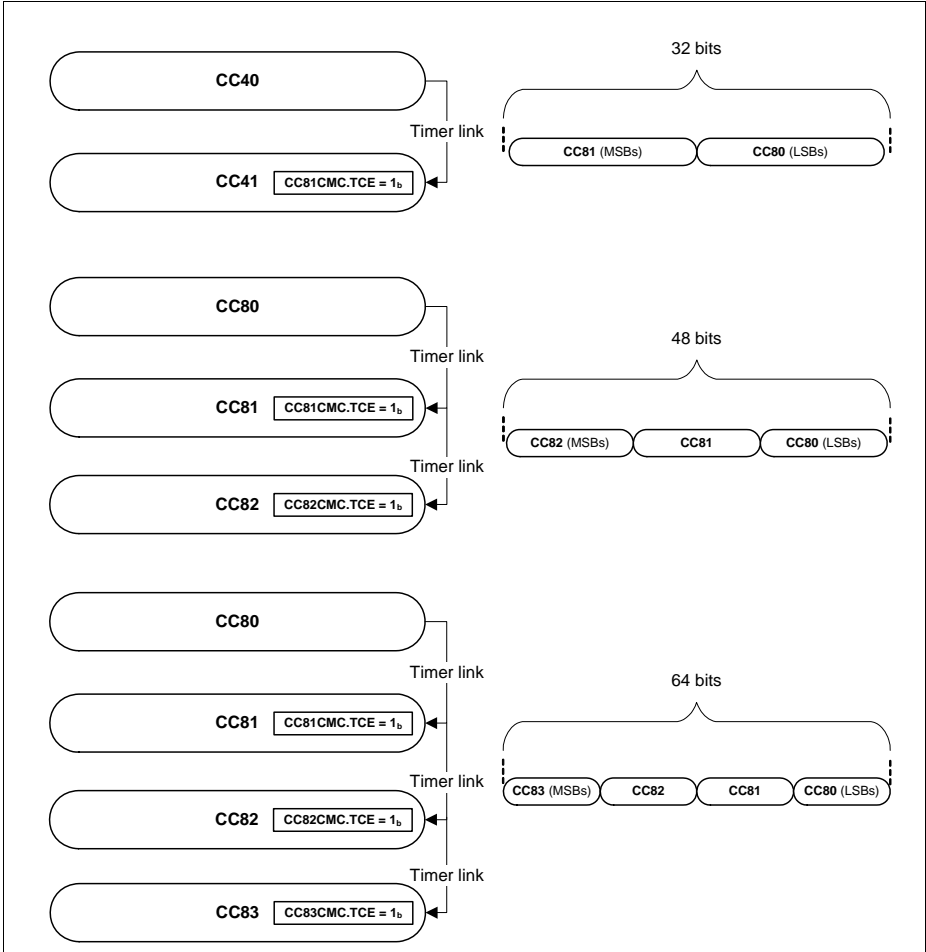 CC40
Timer link
CC41 CC81CMC.TCE = 1b
32 bits
CC81 (MSBs) CC80 (LSBs)
CC80
Timer link
CC81 CC81CMC.TCE = 1b
Timer link
CC82 CC82CMC.TCE = 1b
48 bits
CC82 (MSBs) CC81 CC80 (LSBs)
CC80
Timer link
CC81 CC81CMC.TCE = 1b
Timer link
CC82 CC82CMC.TCE = 1b
Timer link
CC83 CC83CMC.TCE = 1b
64 bits
CC83 (MSBs) CC82 CC81 CC80 (LSBs)